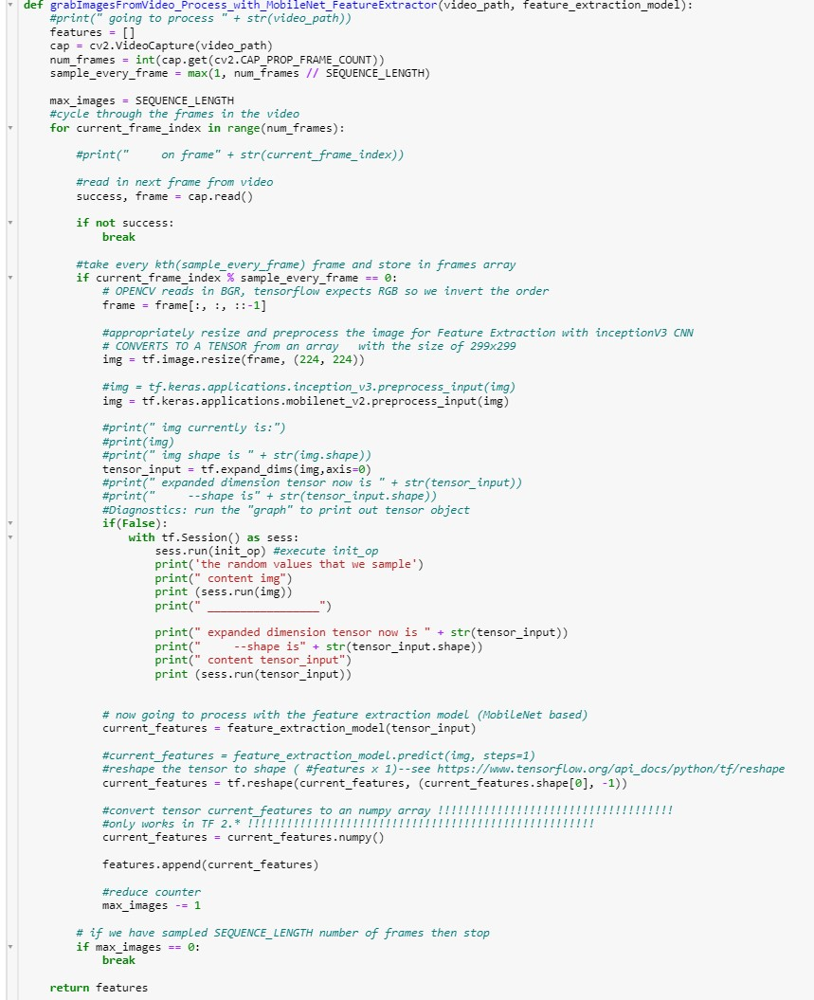 def grabImagesFromVideo_Process_with_MobileNet_FeatureExtractor(video_path, feature_extraction_model):
    #print(" going to process " + str(video_path))
    features = []
    cap = cv2.VideoCapture(video_path)
    num_frames = int(cap.get(cv2.CAP_PROP_FRAME_COUNT))
    sample_every_frame = max(1, num_frames // SEQUENCE_LENGTH)

    max_images = SEQUENCE_LENGTH
    #cycle through the frames in the video
    for current_frame_index in range(num_frames):

        #print("     on frame" + str(current_frame_index))

        #read in next frame from video
        success, frame = cap.read()

        if not success:
            break

        #take every kth(sample_every_frame) frame and store in frames array
        if current_frame_index % sample_every_frame == 0:
            # OPENCV reads in BGR, tensorflow expects RGB so we invert the order
            frame = frame[:, :, ::-1]

            #appropriately resize and preprocess the image for Feature Extraction with inceptionV3 CNN
            # CONVERTS TO A TENSOR from an array   with the size of 299x299
            img = tf.image.resize(frame, (224, 224))

            #img = tf.keras.applications.inception_v3.preprocess_input(img)
            img = tf.keras.applications.mobilenet_v2.preprocess_input(img)

            #print(" img currently is:")
            #print(img)
            #print(" img shape is " + str(img.shape))
            tensor_input = tf.expand_dims(img,axis=0)
            #print(" expanded dimension tensor now is " + str(tensor_input))
            #print("     --shape is" + str(tensor_input.shape))
            #Diagnostics: run the "graph" to print out tensor object
            if(False):
                with tf.Session() as sess:
                    sess.run(init_op) #execute init_op
                    print('the random values that we sample')
                    print(" content img")
                    print (sess.run(img))
                    print(" _________________")

                    print(" expanded dimension tensor now is " + str(tensor_input))
                    print("     --shape is" + str(tensor_input.shape))
                    print(" content tensor_input")
                    print (sess.run(tensor_input))


            # now going to process with the feature extraction model (MobileNet based)
            current_features = feature_extraction_model(tensor_input)

            #current_features = feature_extraction_model.predict(img, steps=1)
            #reshape the tensor to shape ( #features x 1)--see https://www.tensorflow.org/api_docs/python/tf/reshape
            current_features = tf.reshape(current_features, (current_features.shape[0], -1))

            #convert tensor current_features to an numpy array !!!!!!!!!!!!!!!!!!!!!!!!!!!!!!!!!!!!
            #only works in TF 2.* !!!!!!!!!!!!!!!!!!!!!!!!!!!!!!!!!!!!!!!!!!!!!!!!!!!!!
            current_features = current_features.numpy()

            features.append(current_features)

            #reduce counter
            max_images -= 1

        # if we have sampled SEQUENCE_LENGTH number of frames then stop
        if max_images == 0:
            break

    return features